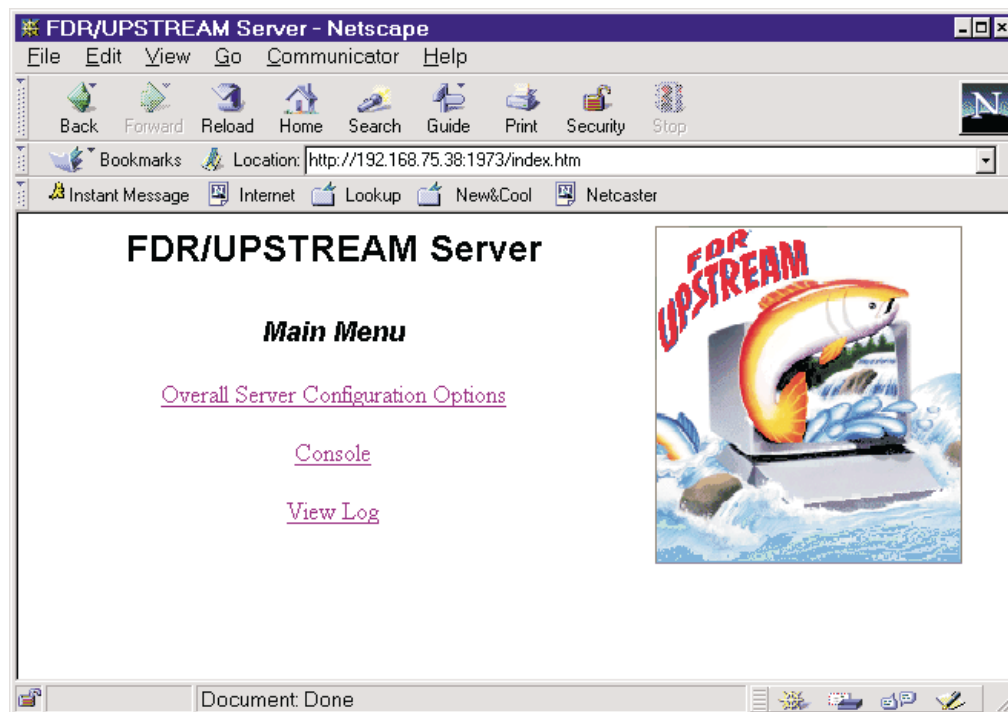 FDR/UPSTREAM Server - Netscape
File Edit View Go Communicator Help
Back Forward Reload Home Search Guide Print Security Stop
N
Bookmarks Location: http://192.168.75.38:1973/index.htm
Instant Message Internet Lookup New&Cool Netcaster
FDR/UPSTREAM Server
FDR
UPSTREAM
Main Menu
Overall Server Configuration Options
Console
View Log
Document: Done